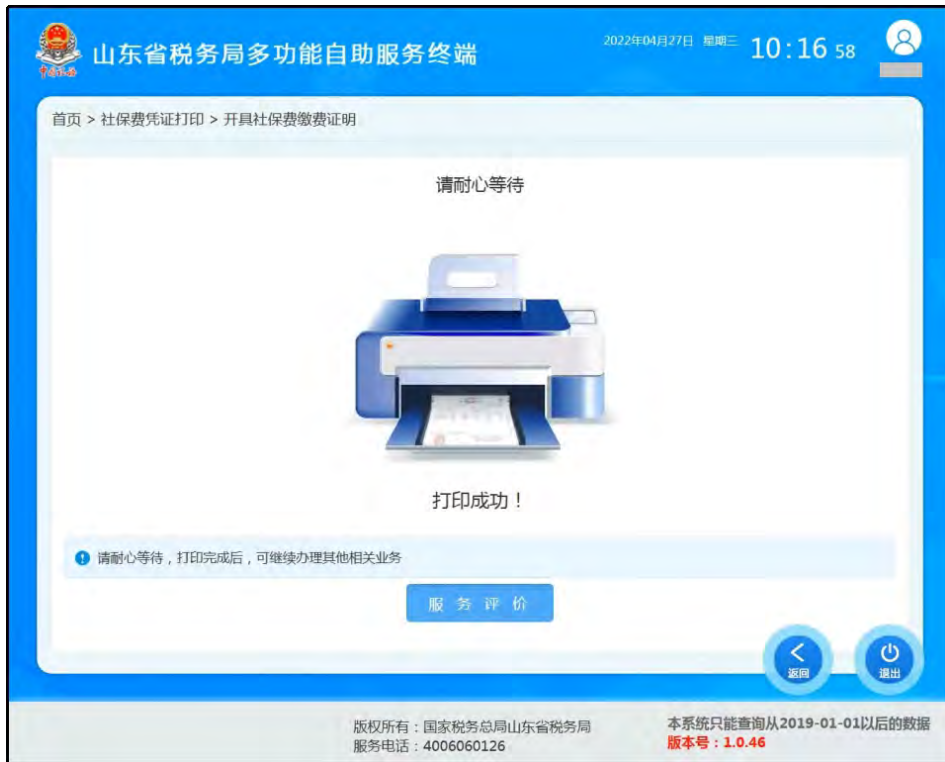 山东省税务局多功能自助服务终端
2022年04月27日 星期三 10:16 58
首页 > 社保费凭证打印 > 开具社保费缴费证明
请耐心等待
打印成功！
请耐心等待，打印完成后，可继续办理其他相关业务
服务评价
返回
退出
版权所有：国家税务总局山东省税务局
服务电话：4006060126
本系统只能查询从2019-01-01以后的数据
版本号：1.0.46